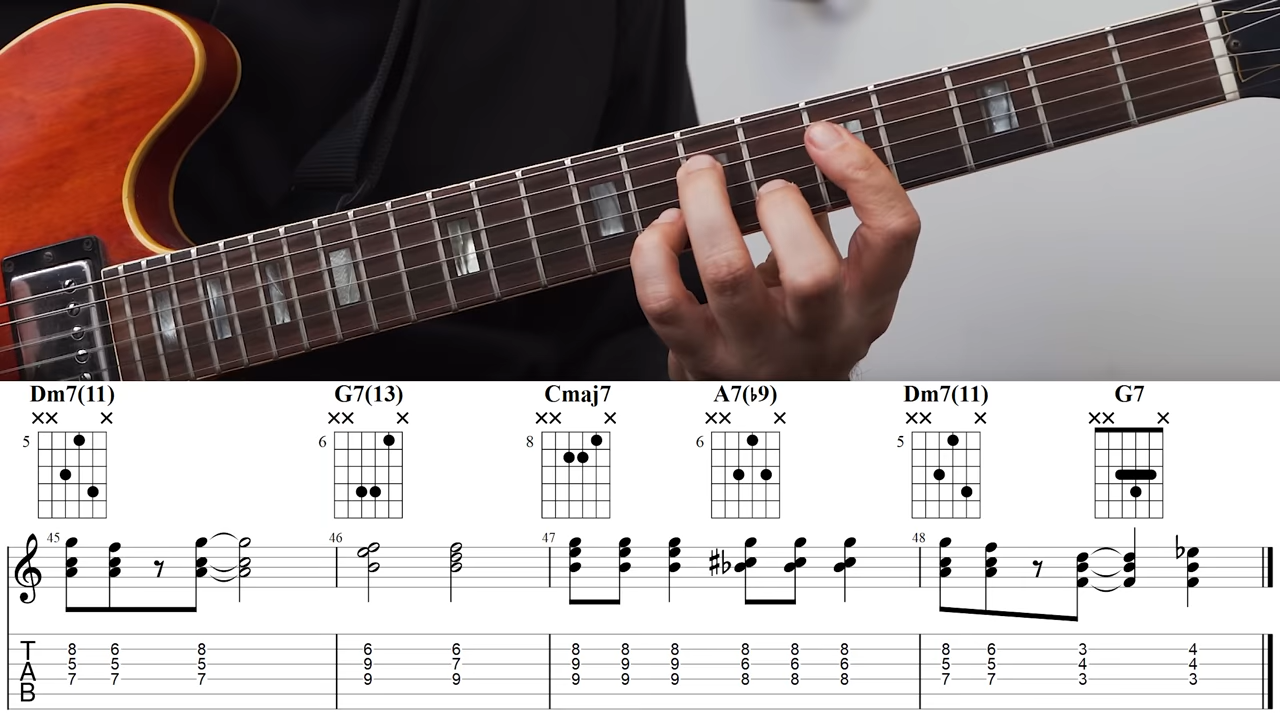 Dm7(11) G7(13) Cmaj7 A7(♭9) Dm7(11) G7
×× × ×× × ×× × ×× × ×× × ×× ×
5 6 8 6 5
45 46 47 48
T 8 6 8 6 6 8 8 8 8 8 8 8 6 3 4
A 5 5 5 9 7 9 9 9 6 6 6 5 5 4 4
7 7 7 9 9 9 9 9 8 8 8 7 7 3 3
B